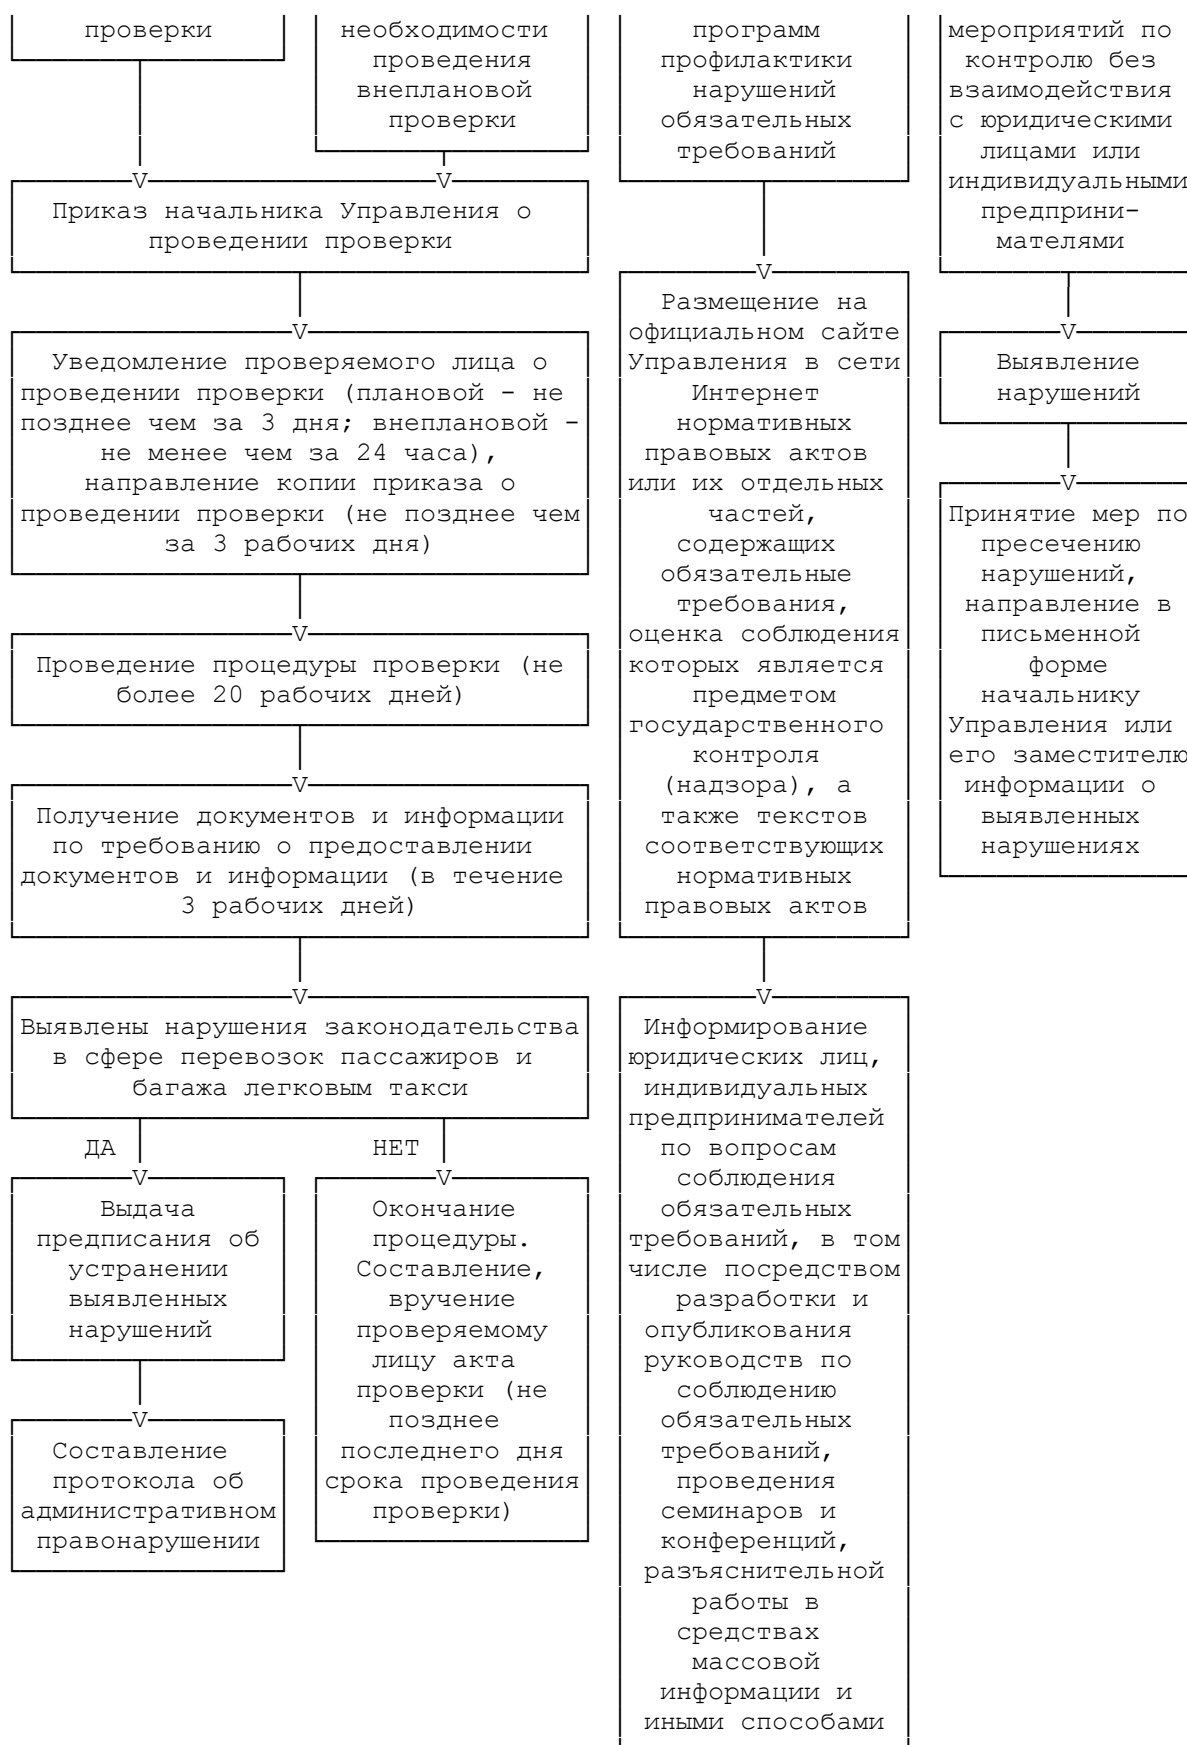 проверки
необходимости
проведения
внеплановой
проверки
Приказ начальника Управления о
проведении проверки
Уведомление проверяемого лица о
проведении проверки (плановой - не
позднее чем за 3 дня; внеплановой -
не менее чем за 24 часа),
направление копии приказа о
проведении проверки (не позднее чем
за 3 рабочих дня)
Проведение процедуры проверки (не
более 20 рабочих дней)
Получение документов и информации
по требованию о предоставлении
документов и информации (в течение
3 рабочих дней)
Выявлены нарушения законодательства
в сфере перевозок пассажиров и
багажа легковым такси
ДА
Выдача
предписания об
устранении
выявленных
нарушений
Составление
протокола об
административном
правонарушении
НЕТ
Окончание
процедуры.
Составление,
вручение
проверяемому
лицу акта
проверки (не
позднее
последнего дня
срока проведения
проверки)
программ
профилактики
нарушений
обязательных
требований
Размещение на
официальном сайте
Управления в сети
Интернет
нормативных
правовых актов
или их отдельных
частей,
содержащих
обязательные
требования,
оценка соблюдения
которых является
предметом
государственного
контроля
(надзора), а
также текстов
соответствующих
нормативных
правовых актов
Информирование
юридических лиц,
индивидуальных
предпринимателей
по вопросам
соблюдения
обязательных
требований, в том
числе посредством
разработки и
опубликования
руководств по
соблюдению
обязательных
требований,
проведения
семинаров и
конференций,
разъяснительной
работы в
средствах
массовой
информации и
иными способами
мероприятий по
контролю без
взаимодействия
с юридическими
лицами или
индивидуальными
предприни-
мателями
Выявление
нарушений
Принятие мер по
пресечению
нарушений,
направление в
письменной
форме
начальнику
Управления или
его заместителю
информации о
выявленных
нарушениях